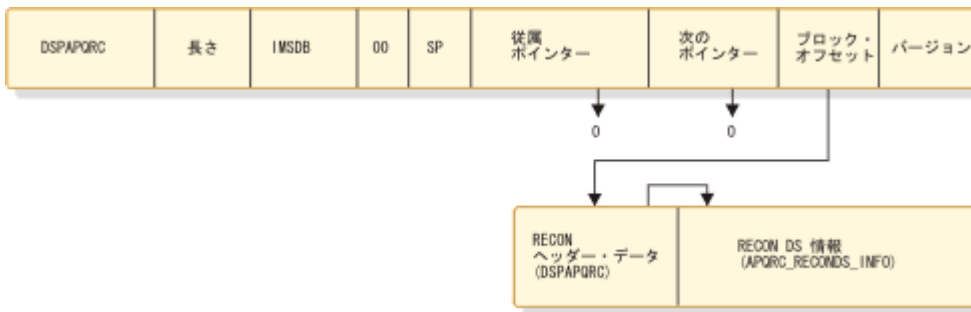 DSPAPQRC
長さ
IMSDB
00
SP
従属
ポインター
次の
ポインター
ブロック・
オフセット
バージョン
0
0
RECON
ヘッダー・データ
(DSPAPQRC)
RECON DS 情報
(APQRC_RECONDS_INFO)